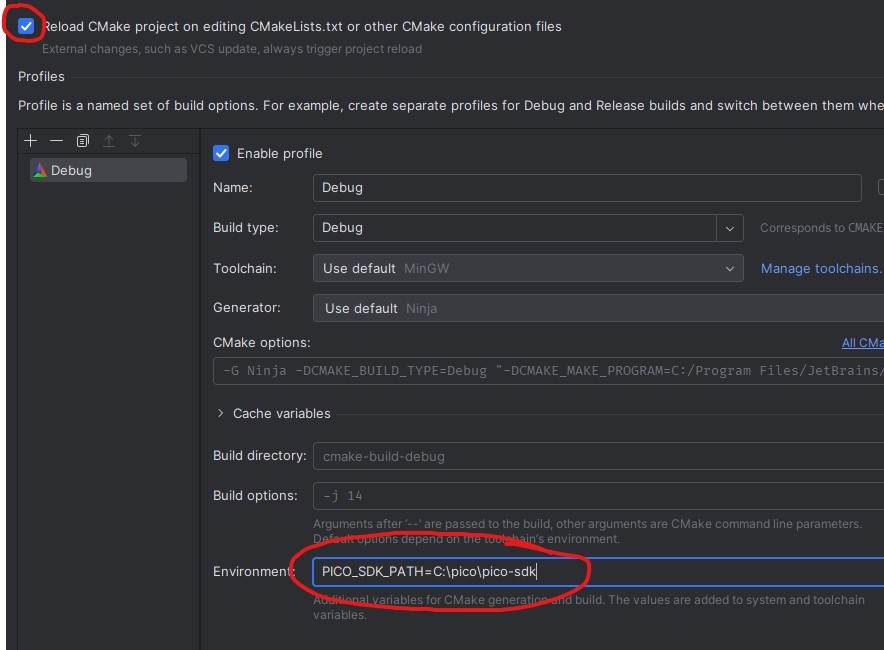 Reload CMake project on editing CMakeLists.txt or other CMake configuration files
External changes, such as VCS update, always trigger project reload
Profiles
Profile is a named set of build options. For example, create separate profiles for Debug and Release builds and switch between them whe
Debug
Enable profile
Name: Debug
Build type: Debug Corresponds to CMAKE
Toolchain: Use default MinGW Manage toolchains.
Generator: Use default Ninja
CMake options: All CMa
-G Ninja -DCMAKE_BUILD_TYPE=Debug "-DCMAKE_MAKE_PROGRAM=C:/Program Files/JetBrains/
Cache variables
Build directory: cmake-build-debug
Build options: -j 14
Arguments after '--' are passed to the build, other arguments are CMake command line parameters.
Default options depend on the toolchain's environment.
Environment: PICO_SDK_PATH=C:\pico\pico-sdk
Additional variables for CMake generation and build. The values are added to system and toolchain
variables.